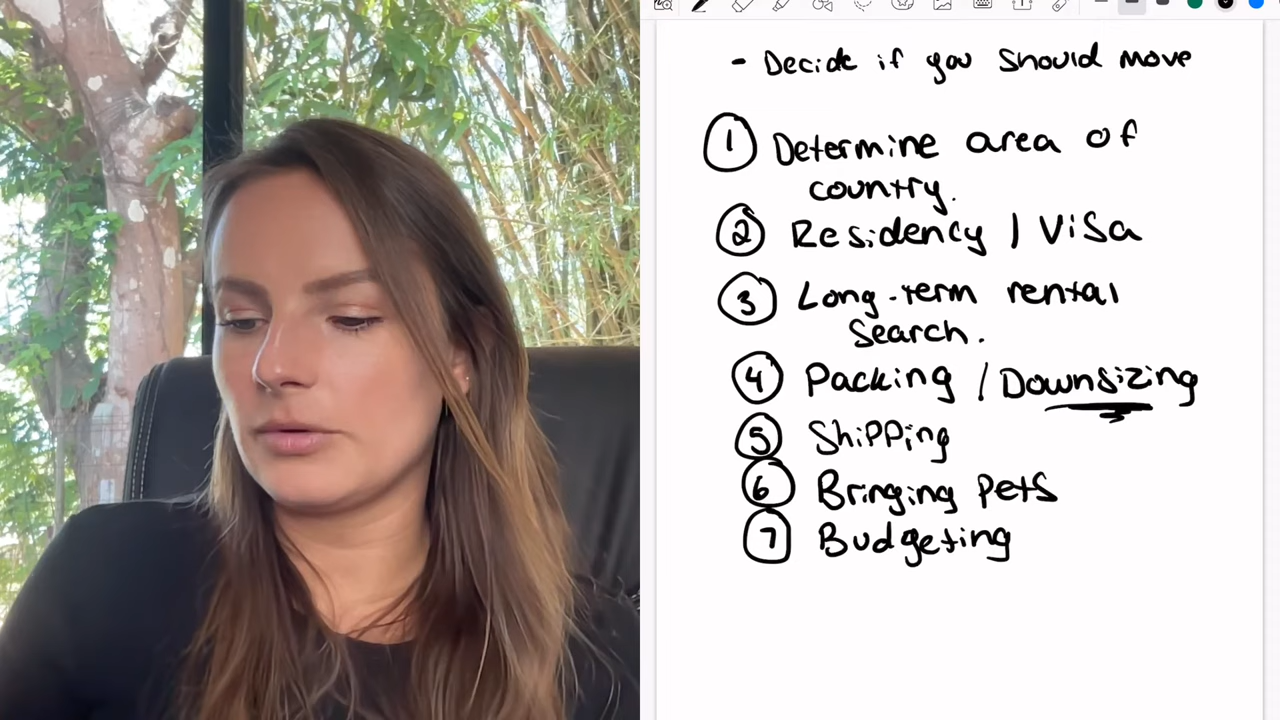 - Decide if you should move
1 Determine area of
country.
2 Residency / Visa
3 Long-term rental
search.
4 Packing / Downsizing
5 Shipping
6 Bringing pets
7 Budgeting